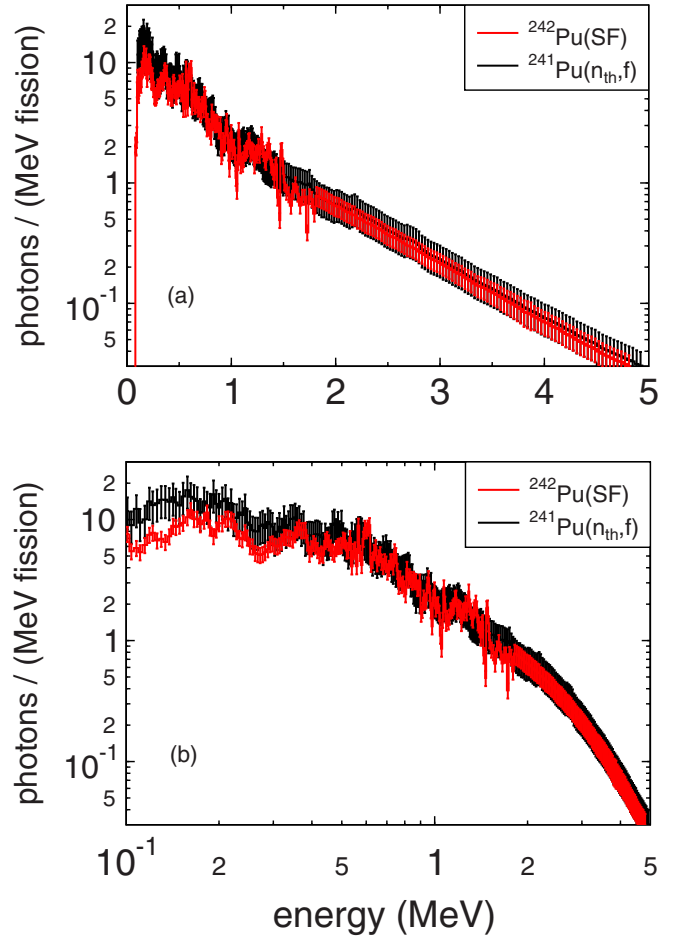 photons / (MeV fission)
2
10
5
2
1
5
2
10⁻¹
5
²⁴²Pu(SF)
²⁴¹Pu(nth,f)
(a)
0 1 2 3 4 5
photons / (MeV fission)
2
10
5
2
1
5
2
10⁻¹
5
²⁴²Pu(SF)
²⁴¹Pu(nth,f)
(b)
10⁻¹ 2 5 1 2 5
energy (MeV)